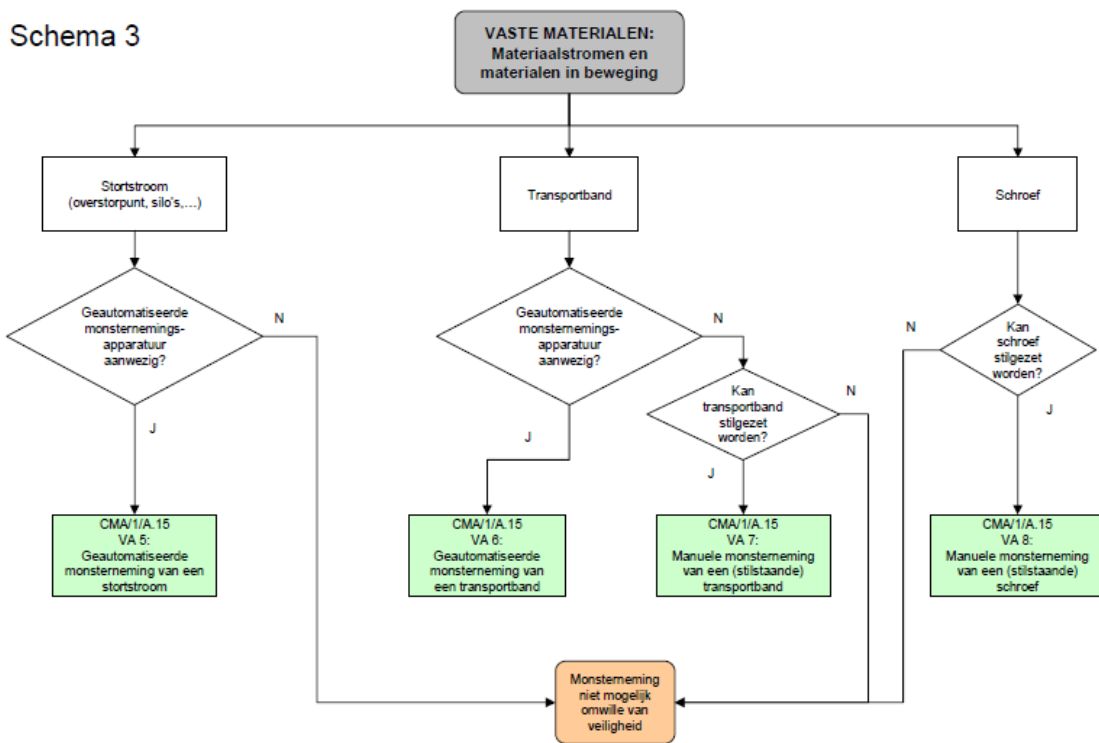 Schema 3
VASTE MATERIALEN:
Materiaalstromen en
materialen in beweging
Stortstroom
(overstorpunt, silo's,...)
Transportband
Schroef
Geautomatiseerde
monsternemings-
apparatuur
aanwezig?
N
J
Geautomatiseerde
monsternemings-
apparatuur
aanwezig?
N
J
Kan
transportband
stilgezet
worden?
N
J
Kan
schroef
stilgezet
worden?
N
J
CMA/1/A.15
VA 5:
Geautomatiseerde
monsterneming van een
stortstroom
CMA/1/A.15
VA 6:
Geautomatiseerde
monsterneming van
een transportband
CMA/1/A.15
VA 7:
Manuele monsterneming
van een (stilstaande)
transportband
CMA/1/A.15
VA 8:
Manuele monsterneming
van een (stilstaande)
schroef
Monsterneming
niet mogelijk
omwille van
veiligheid